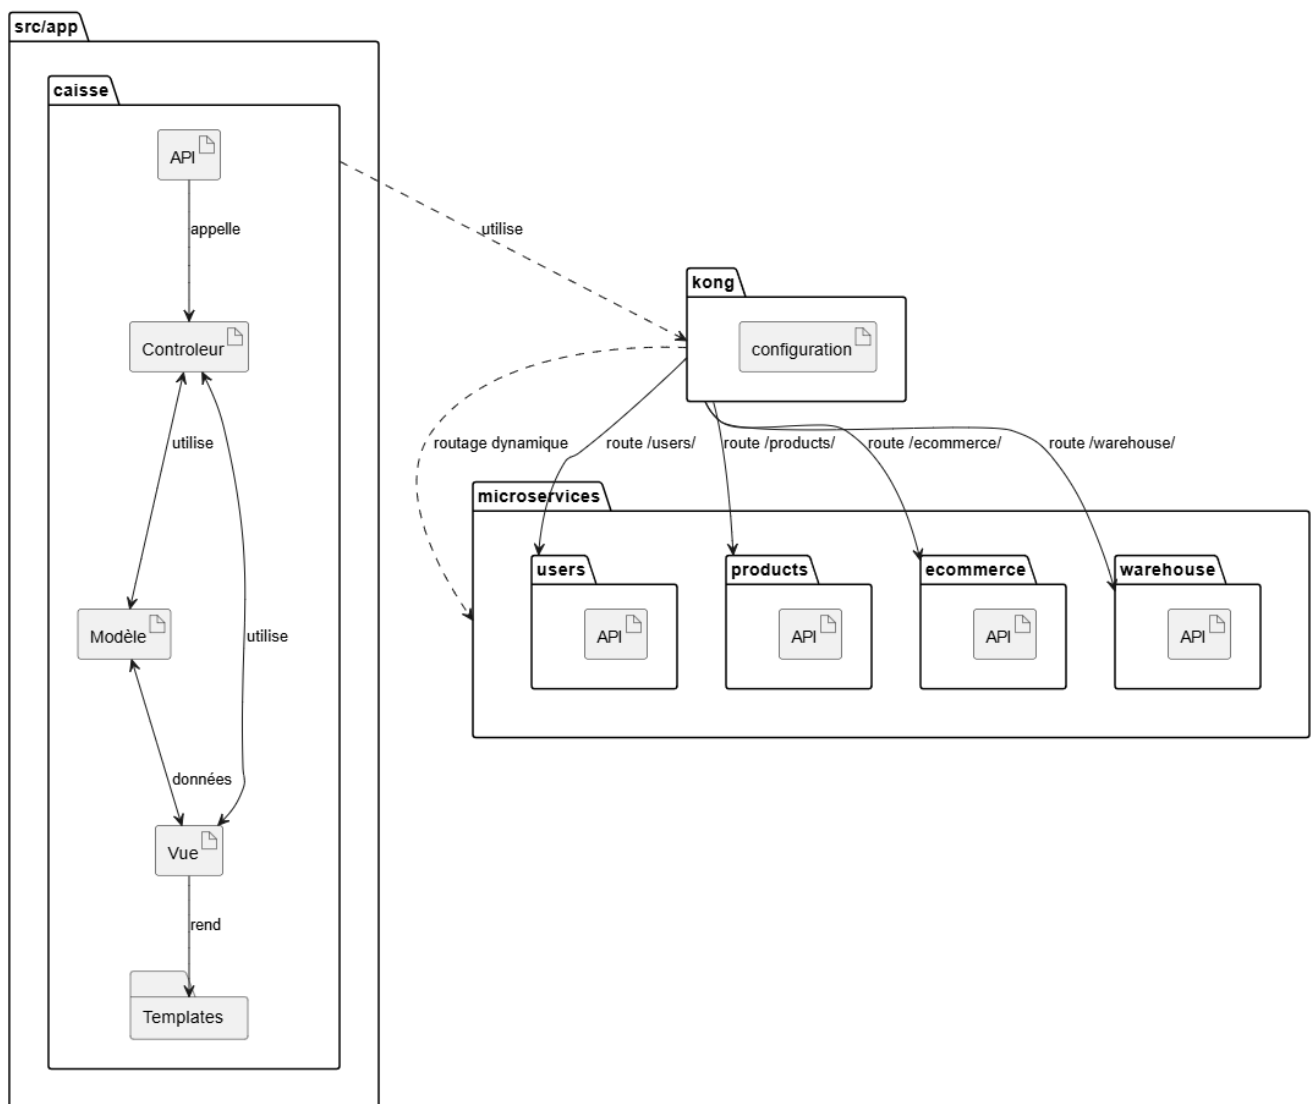 src/app
caisse
API
appelle
utilise
kong
configuration
Controleur
utilise
routage dynamique
route /users/
route /products/
route /ecommerce/
route /warehouse/
microservices
users
products
ecommerce
warehouse
API
API
API
API
Modèle
utilise
données
Vue
rend
Templates